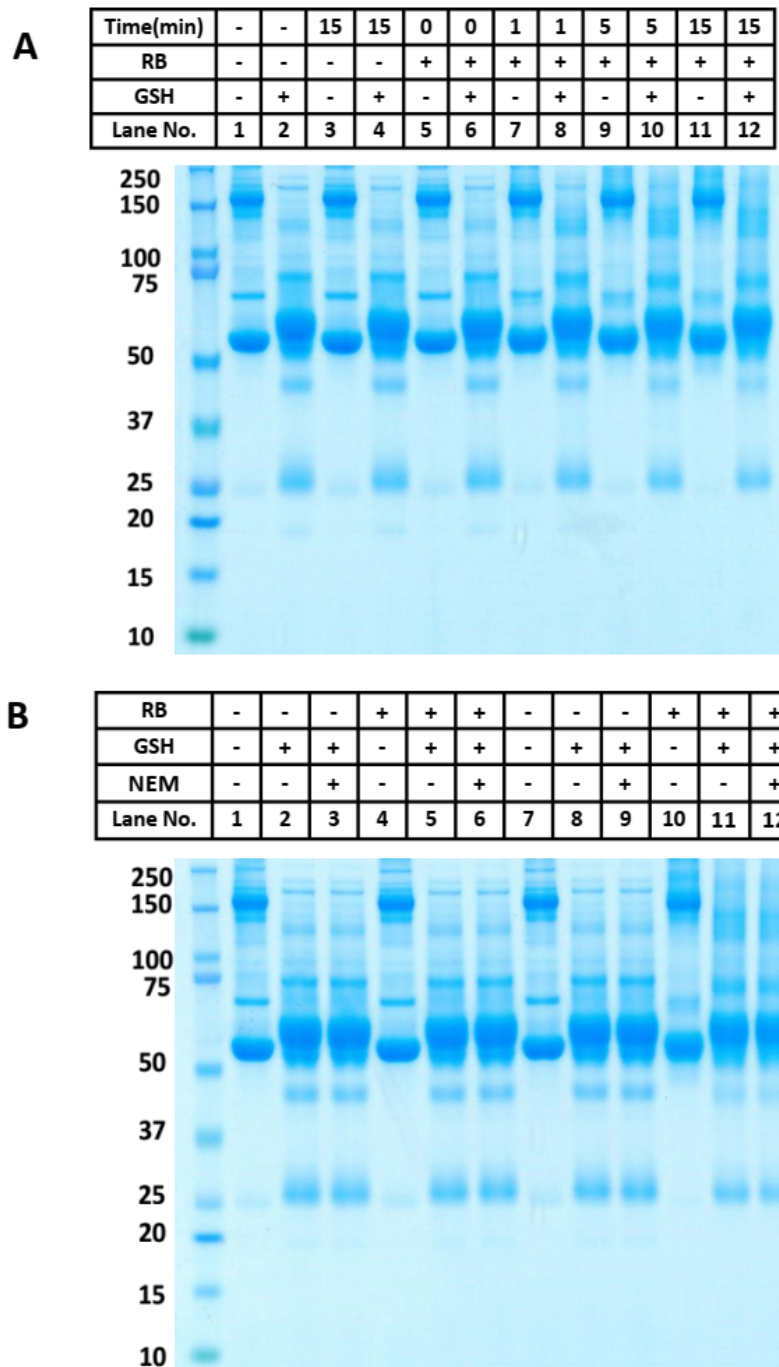 A
Time(min) - - 15 15 0 0 1 1 5 5 15 15
RB - - - - + + + + + + + +
GSH - + - + - + - + - + - +
Lane No. 1 2 3 4 5 6 7 8 9 10 11 12
250
150
100
75
50
37
25
20
15
10
B
RB - - - + + + - - - + + +
GSH - + + - + + - + + - + +
NEM - - + - - + - - + - - +
Lane No. 1 2 3 4 5 6 7 8 9 10 11 12
250
150
100
75
50
37
25
20
15
10